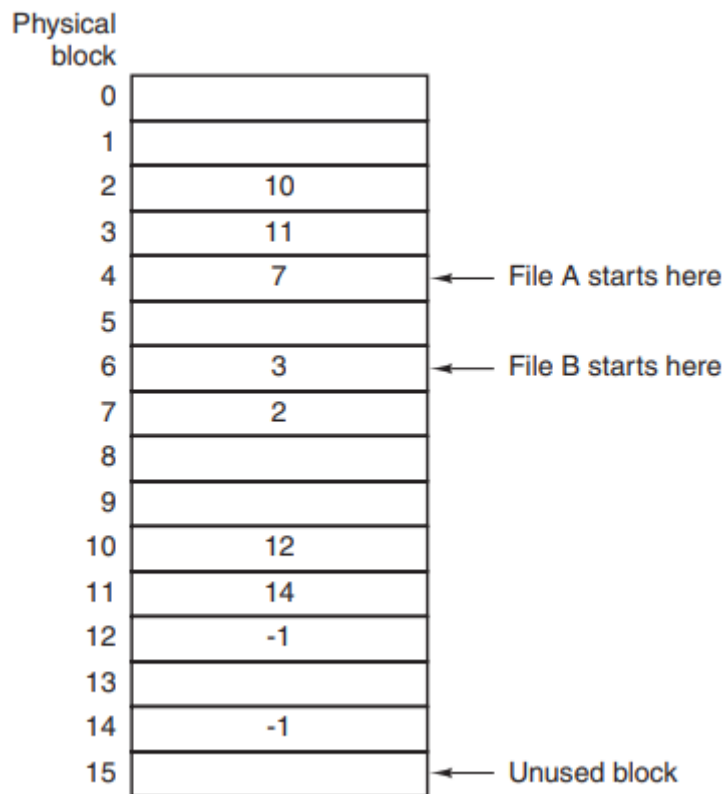 Physical
block
0
1
2 10
3 11
4 7 File A starts here
5
6 3 File B starts here
7 2
8
9
10 12
11 14
12 -1
13
14 -1
15 Unused block